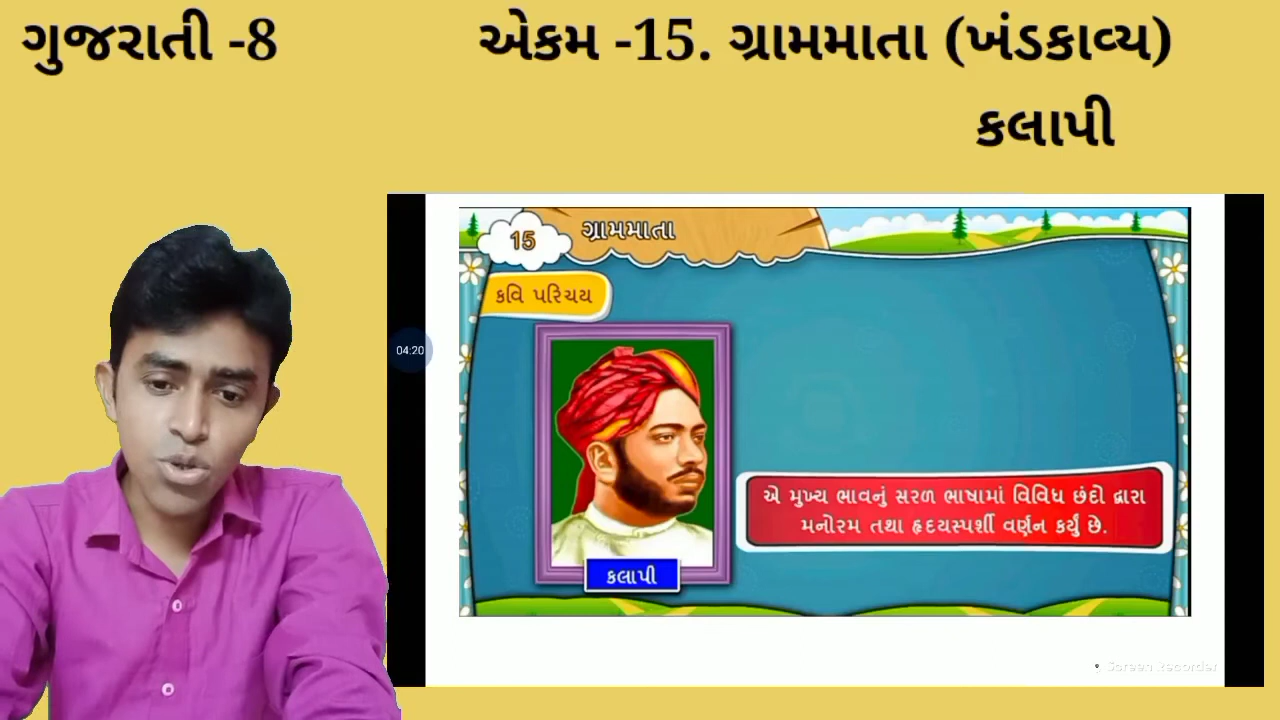 ગુજરાતી -8
એકમ -15. ગ્રામમાતા (ખંડકાવ્ય)
કલાપી
15
ગ્રામમાતા
કવિ પરિચય
04:20
એ મુખ્ય ભાવનું સરળ ભાષામાં વિવિધ છંદો દ્વારા
મનોરમ તથા હૃદયસ્પર્શી વર્ણન કર્યું છે.
કલાપી
Screen Recorder